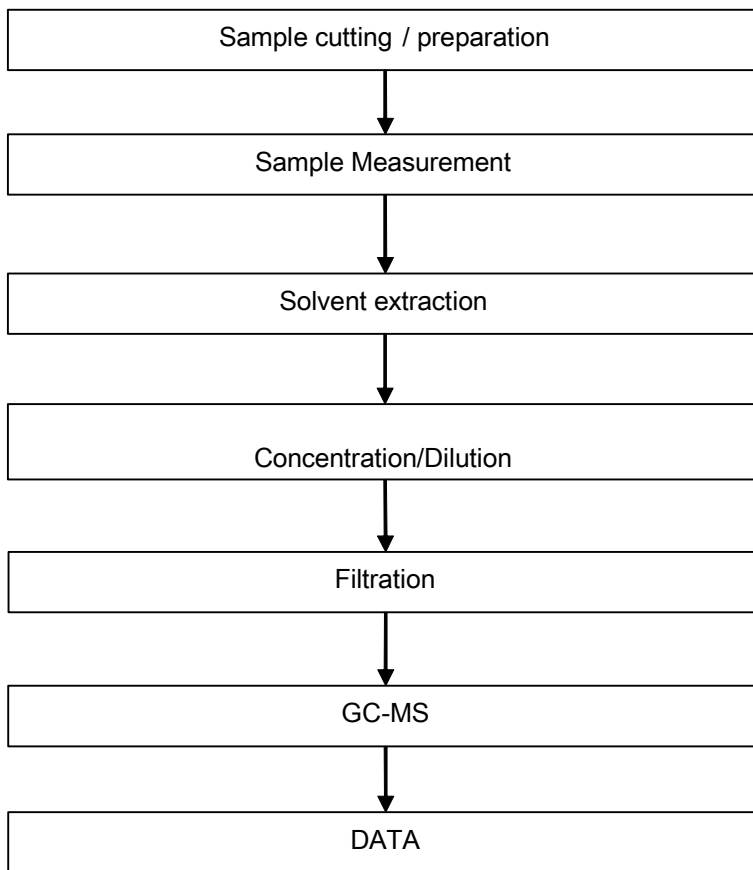 Sample cutting / preparation
Sample Measurement
Solvent extraction
Concentration/Dilution
Filtration
GC-MS
DATA